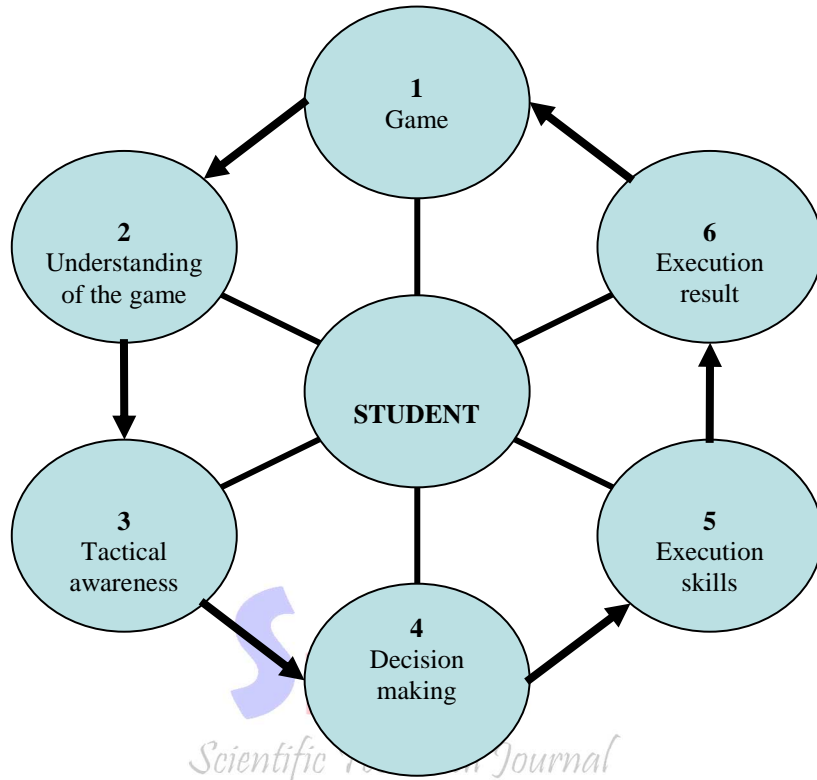 1
Game
2
Understanding
of the game
6
Execution
result
STUDENT
3
Tactical
awareness
5
Execution
skills
4
Decision
making
Scientific Journal